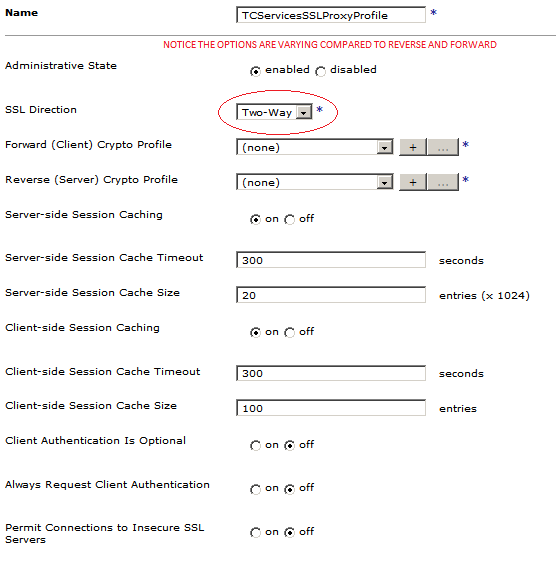 Name TCServicesSSLProxyProfile *
NOTICE THE OPTIONS ARE VARYING COMPARED TO REVERSE AND FORWARD
Administrative State enabled disabled
SSL Direction Two-Way *
Forward (Client) Crypto Profile (none) + ... *
Reverse (Server) Crypto Profile (none) + ... *
Server-side Session Caching on off
Server-side Session Cache Timeout 300 seconds
Server-side Session Cache Size 20 entries (x 1024)
Client-side Session Caching on off
Client-side Session Cache Timeout 300 seconds
Client-side Session Cache Size 100 entries
Client Authentication Is Optional on off
Always Request Client Authentication on off
Permit Connections to Insecure SSL on off
Servers